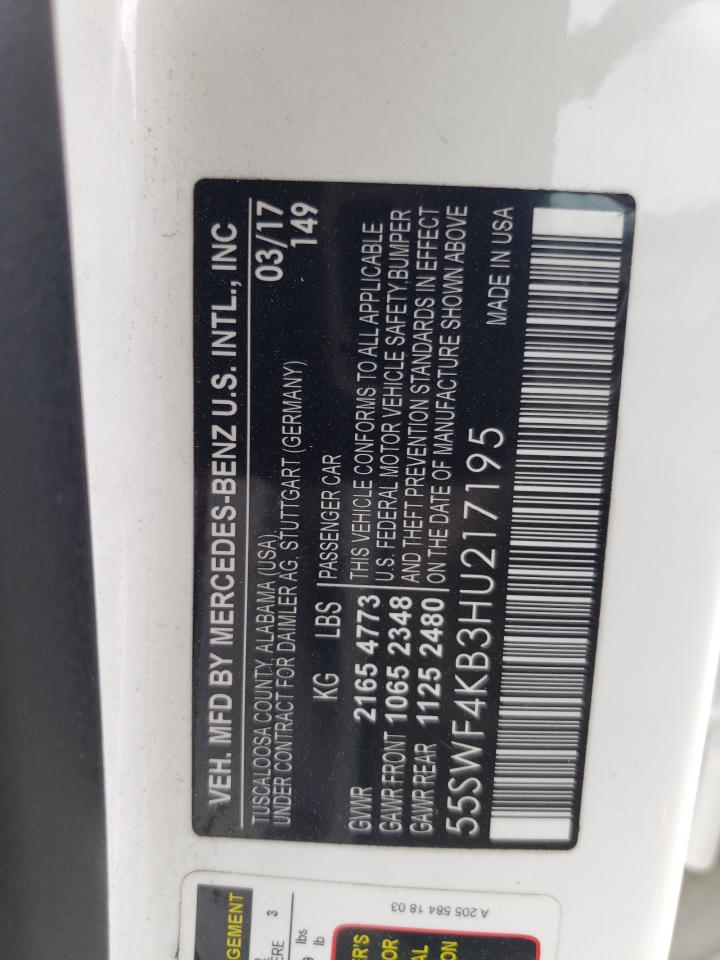 VEH. MFD BY MERCEDES-BENZ U.S. INTL., INC
TUSCALOOSA COUNTY, ALABAMA (USA) 03/17
UNDER CONTRACT FOR DAIMLER AG, STUTTGART (GERMANY) 149
KG LBS PASSENGER CAR
GVWR 2165 4773 THIS VEHICLE CONFORMS TO ALL APPLICABLE
GAWR FRONT 1065 2348 U.S. FEDERAL MOTOR VEHICLE SAFETY,BUMPER
GAWR REAR 1125 2480 AND THEFT PREVENTION STANDARDS IN EFFECT
ON THE DATE OF MANUFACTURE SHOWN ABOVE
55SWF4KB3HU217195 MADE IN USA
A 205 584 18 03
3
lbs
lb